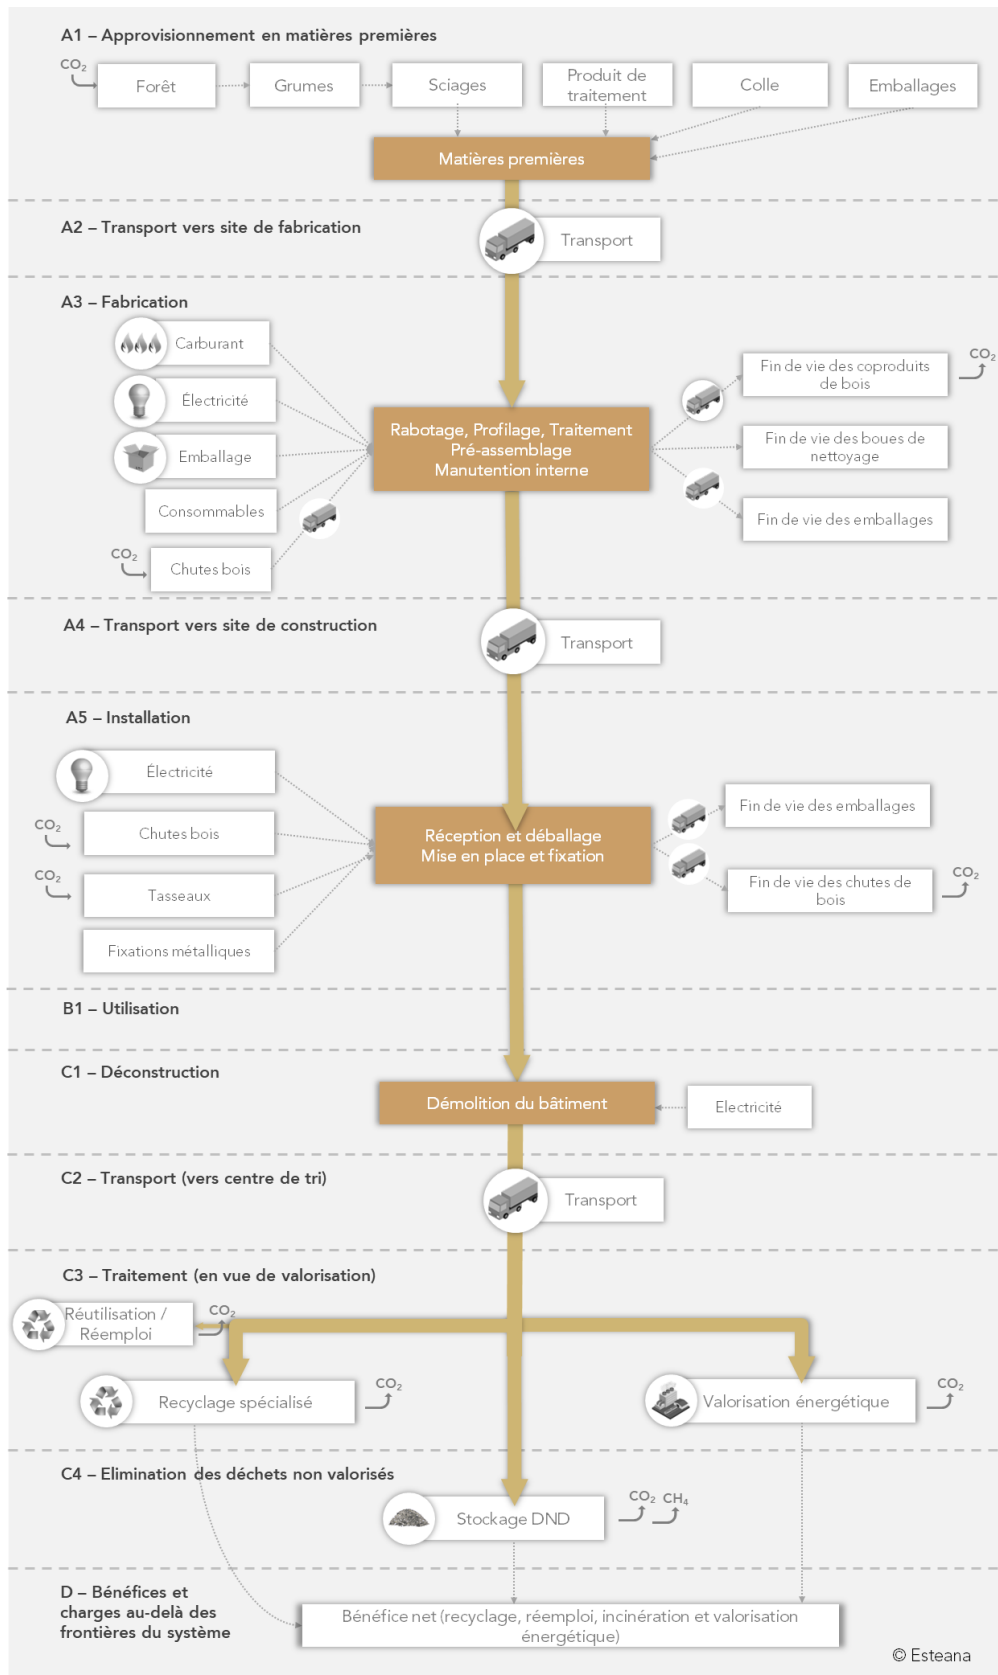 A1 – Approvisionnement en matières premières
CO2
Forêt
Grumes
Sciages
Produit de
traitement
Colle
Emballages
Matières premières
A2 – Transport vers site de fabrication
Transport
A3 – Fabrication
Carburant
Électricité
Emballage
Consommables
CO2
Chutes bois
Rabotage, Profilage, Traitement
Pré-assemblage
Manutention interne
Fin de vie des coproduits
de bois
CO2
Fin de vie des boues de
nettoyage
Fin de vie des emballages
A4 – Transport vers site de construction
Transport
A5 – Installation
Électricité
CO2
Chutes bois
CO2
Tasseaux
Fixations métalliques
Réception et déballage
Mise en place et fixation
Fin de vie des emballages
Fin de vie des chutes de
bois
CO2
B1 – Utilisation
C1 – Déconstruction
Démolition du bâtiment
Electricité
C2 – Transport (vers centre de tri)
Transport
C3 – Traitement (en vue de valorisation)
Réutilisation /
Réemploi
CO2
Recyclage spécialisé
CO2
Valorisation énergétique
CO2
C4 – Elimination des déchets non valorisés
Stockage DND
CO2
CH4
D – Bénéfices et
charges au-delà des
frontières du système
Bénéfice net (recyclage, réemploi, incinération et valorisation
énergétique)
© Esteana